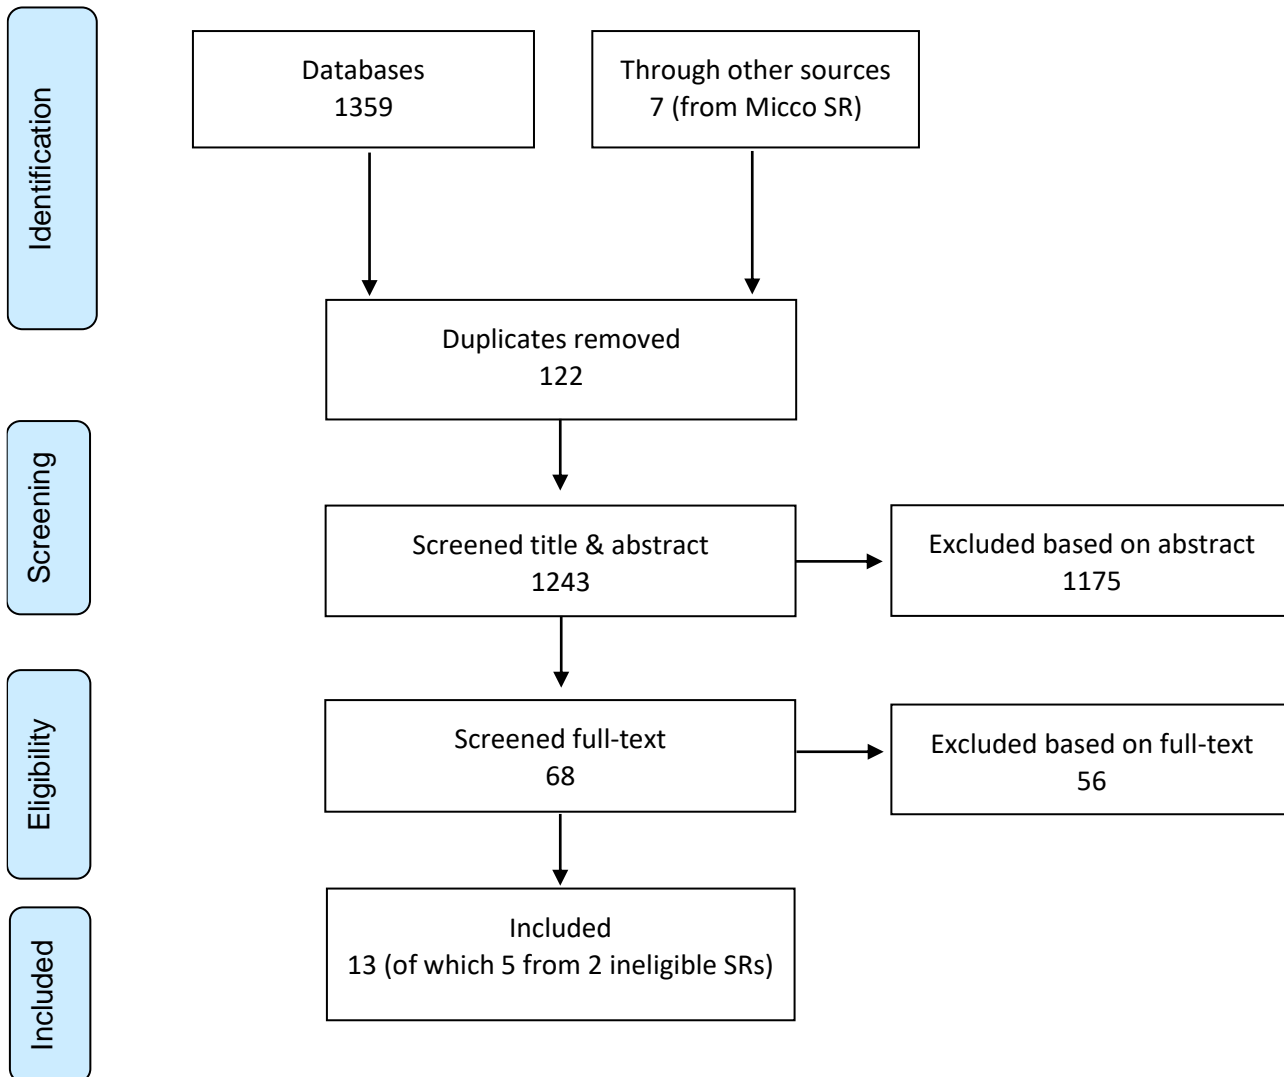 Identification
Databases
1359
Through other sources
7 (from Micco SR)
Duplicates removed
122
Screening
Screened title & abstract
1243
Excluded based on abstract
1175
Eligibility
Screened full-text
68
Excluded based on full-text
56
Included
Included
13 (of which 5 from 2 ineligible SRs)